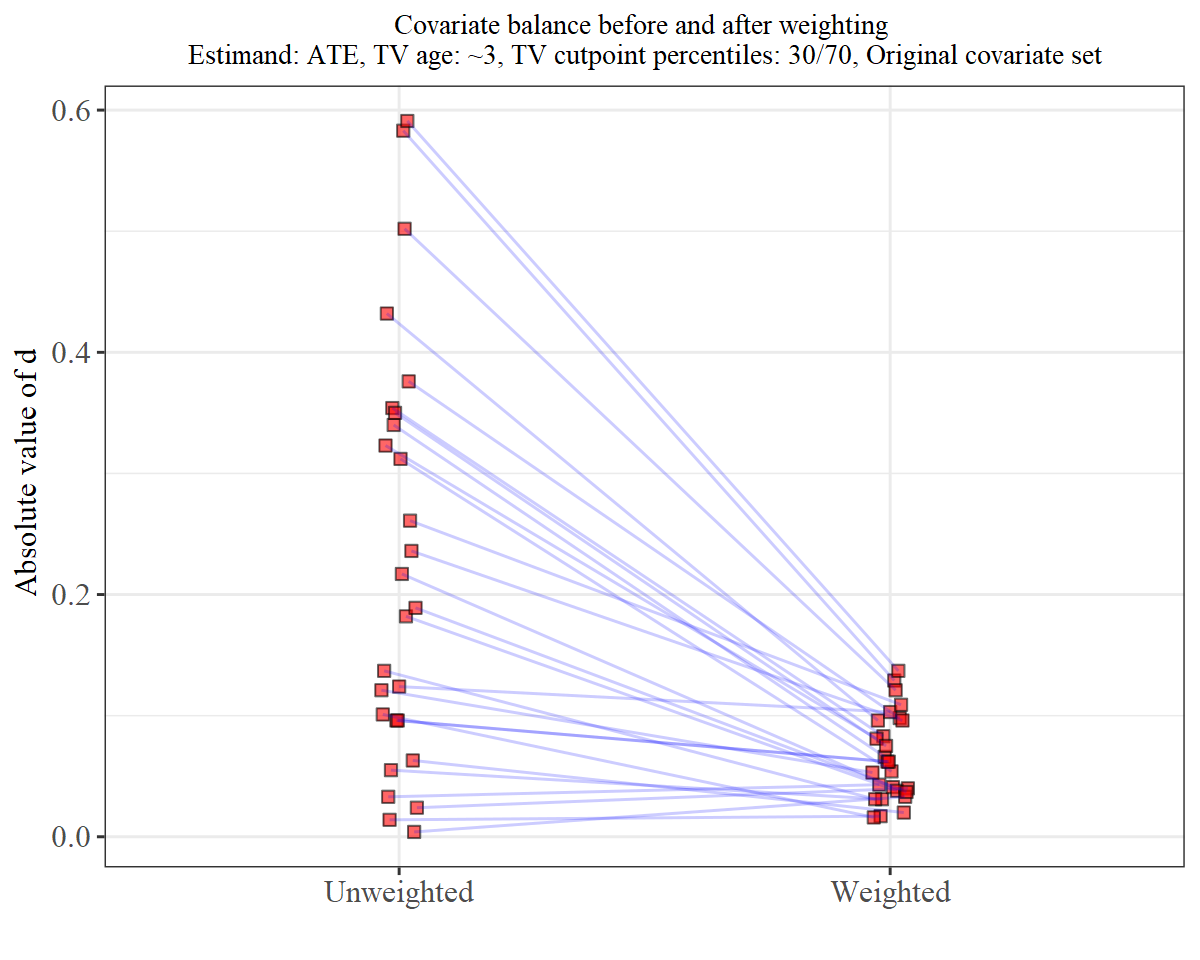 Covariate balance before and after weighting
Estimand: ATE, TV age: ~3, TV cutpoint percentiles: 30/70, Original covariate set
Absolute value of d
0.6
0.4
0.2
0.0
Unweighted
Weighted